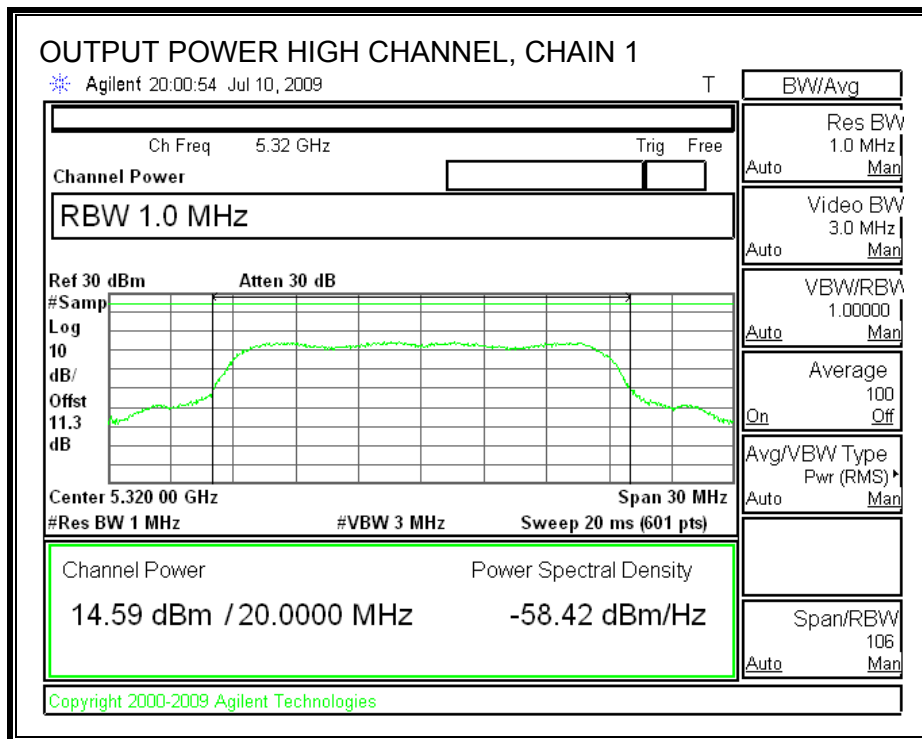 OUTPUT POWER HIGH CHANNEL, CHAIN 1
Agilent 20:00:54 Jul 10, 2009 T
Ch Freq 5.32 GHz Trig Free
Channel Power
RBW 1.0 MHz
Ref 30 dBm Atten 30 dB
#Samp
Log
10
dB/
Offst
11.3
dB
Center 5.320 00 GHz Span 30 MHz
#Res BW 1 MHz #VBW 3 MHz Sweep 20 ms (601 pts)
Channel Power Power Spectral Density
14.59 dBm / 20.0000 MHz -58.42 dBm/Hz
Copyright 2000-2009 Agilent Technologies
BW/Avg
Res BW
1.0 MHz
Auto Man
Video BW
3.0 MHz
Auto Man
VBW/RBW
1.00000
Auto Man
Average
100
On Off
Avg/VBW Type
Pwr (RMS)
Auto Man
Span/RBW
106
Auto Man